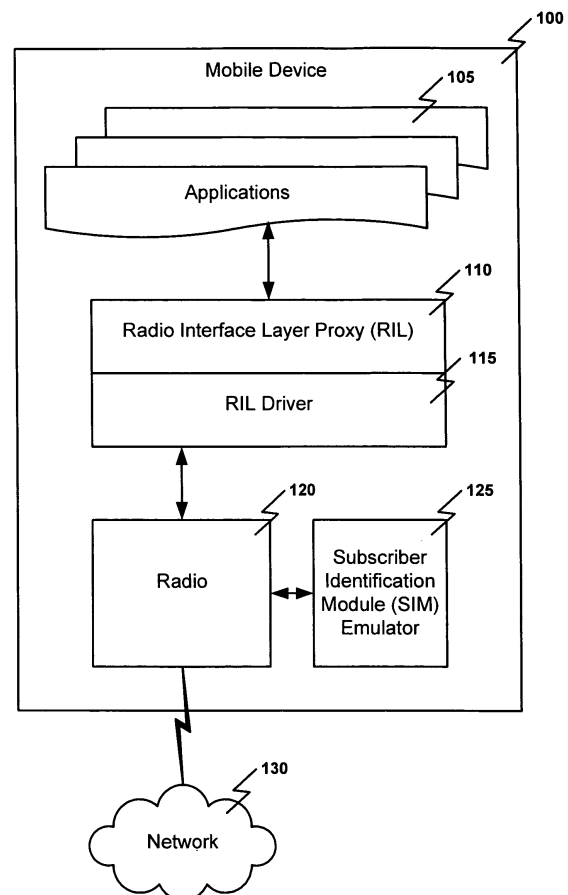 100
Mobile Device
105
Applications
110
Radio Interface Layer Proxy (RIL)
115
RIL Driver
120
125
Radio
Subscriber
Identification
Module (SIM)
Emulator
130
Network